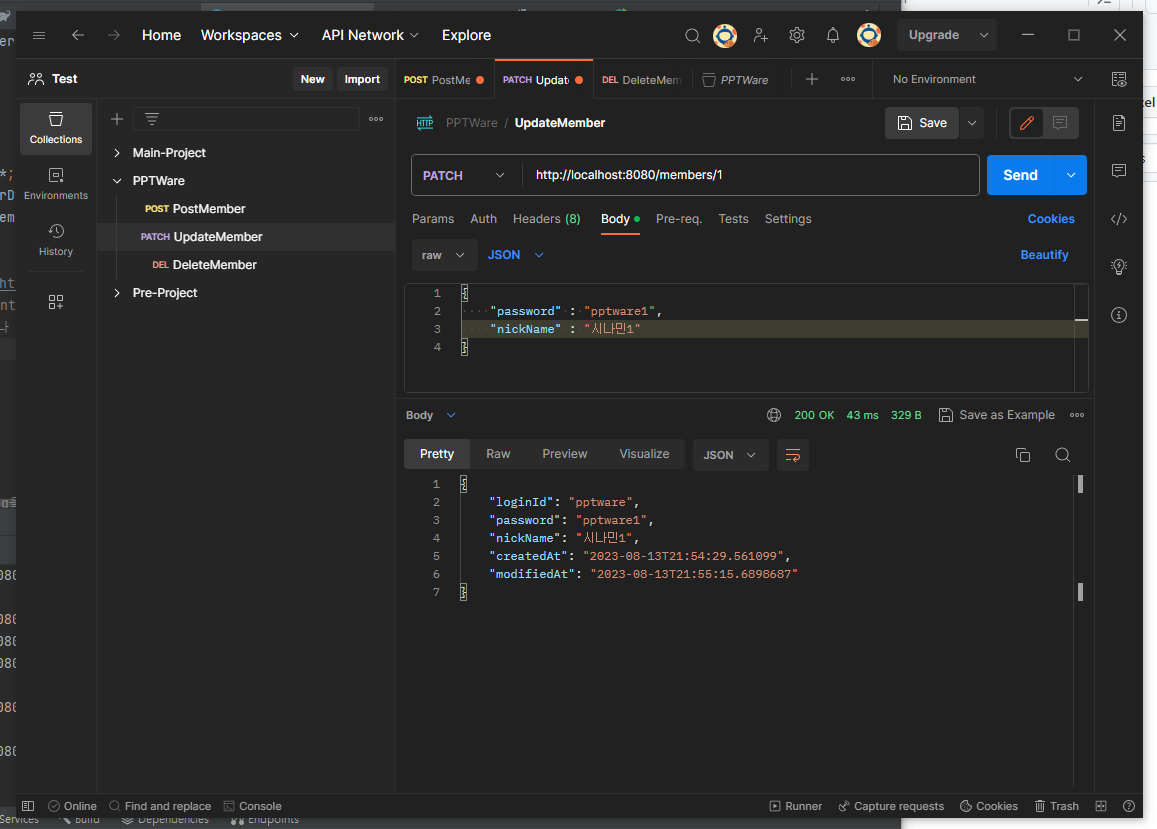 Home Workspaces API Network Explore Upgrade
Test New Import POST PostMe PATCH Update DEL DeleteMem PPTWare No Environment
Collections
Environments
History
Main-Project
PPTWare
POST PostMember
PATCH UpdateMember
DEL DeleteMember
Pre-Project
HTTP PPTWare / UpdateMember Save
PATCH http://localhost:8080/members/1 Send
Params Auth Headers (8) Body Pre-req. Tests Settings Cookies
raw JSON Beautify
1 {
2 "password" : "pptware1",
3 "nickName" : "시나민1"
4 }
Body 200 OK 43 ms 329 B Save as Example
Pretty Raw Preview Visualize JSON
1 {
2 "loginId": "pptware",
3 "password": "pptware1",
4 "nickName": "시나민1",
5 "createdAt": "2023-08-13T21:54:29.561099",
6 "modifiedAt": "2023-08-13T21:55:15.6898687"
7 }
Online Find and replace Console Runner Capture requests Cookies Trash
Services Build Dependencies Endpoints